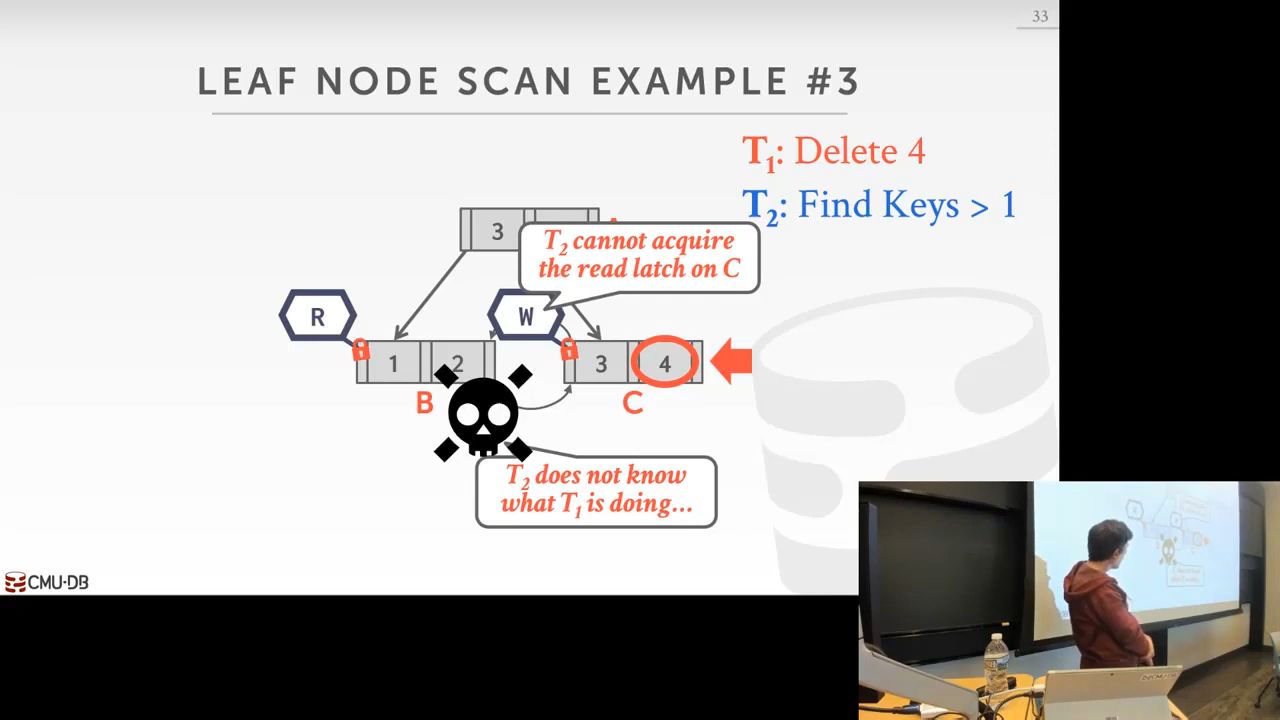 33
LEAF NODE SCAN EXAMPLE #3
T1: Delete 4
T2: Find Keys > 1
3
T2 cannot acquire
the read latch on C
R
W
1 2
3 4
B
C
T2 does not know
what T1 is doing...
CMU·DB